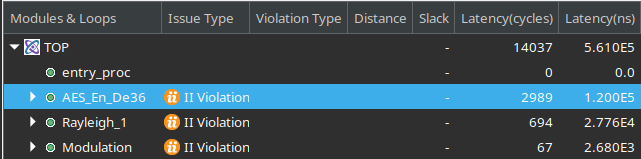 Modules & Loops Issue Type Violation Type Distance Slack Latency(cycles) Latency(ns)
TOP - 14037 5.610E5
entry_proc - 0 0.0
AES_En_De36 II Violation - 2989 1.200E5
Rayleigh_1 II Violation - 694 2.776E4
Modulation II Violation - 67 2.680E3